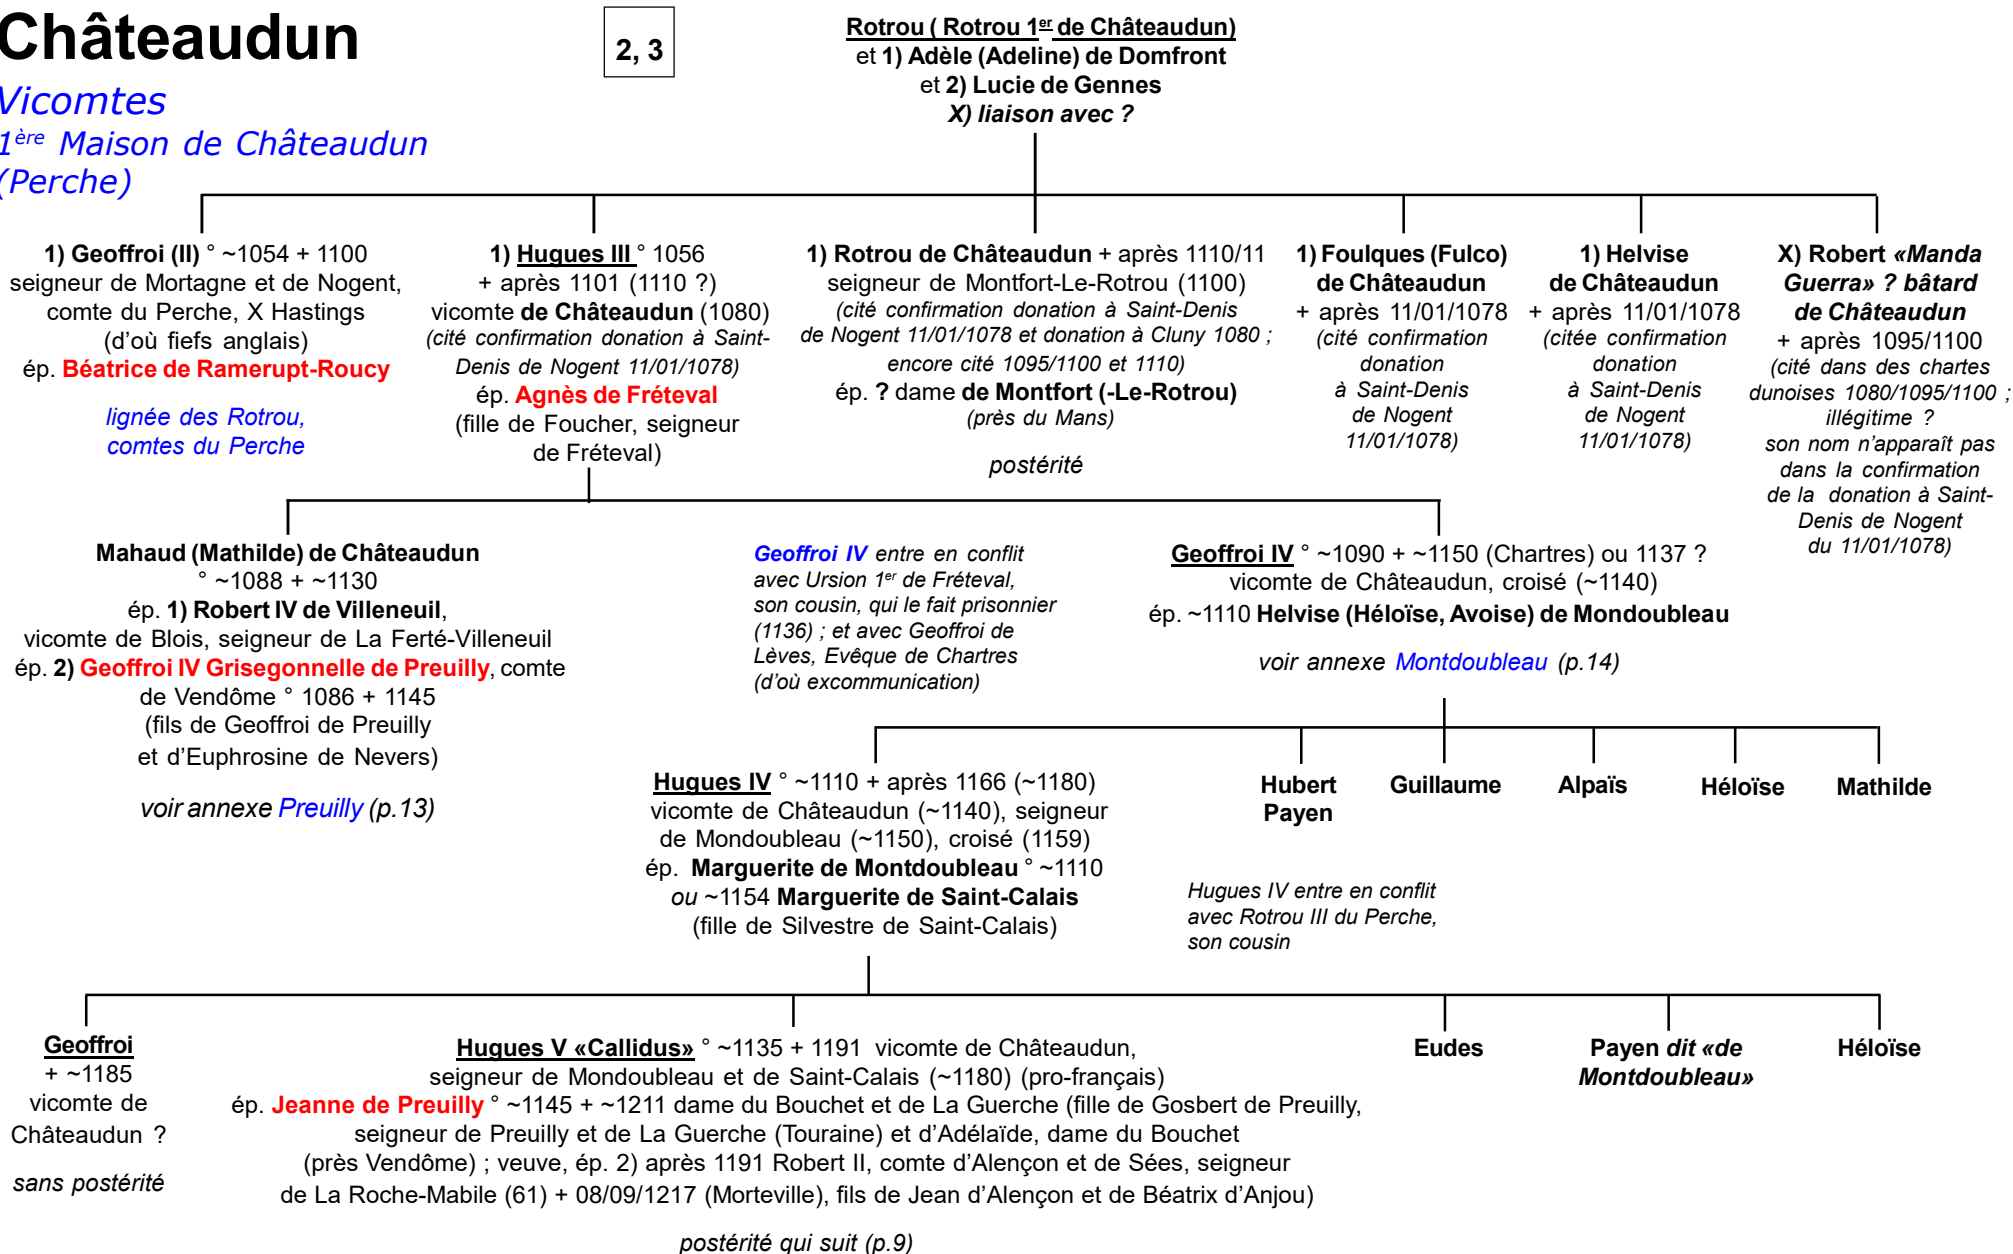 Châteaudun
Vicomtes
1ère Maison de Châteaudun
(Perche)
2, 3
Rotrou ( Rotrou 1er de Châteaudun)
et 1) Adèle (Adeline) de Domfront
et 2) Lucie de Gennes
X) liaison avec ?
1) Geoffroi (II) ° ~1054 + 1100
seigneur de Mortagne et de Nogent,
comte du Perche, X Hastings
(d'où fiefs anglais)
ép. Béatrice de Ramerupt-Roucy
lignée des Rotrou,
comtes du Perche
1) Hugues III ° 1056
+ après 1101 (1110 ?)
vicomte de Châteaudun (1080)
(cité confirmation donation à Saint-
Denis de Nogent 11/01/1078)
ép. Agnès de Fréteval
(fille de Foucher, seigneur
de Fréteval)
1) Rotrou de Châteaudun + après 1110/11
seigneur de Montfort-Le-Rotrou (1100)
(cité confirmation donation à Saint-Denis
de Nogent 11/01/1078 et donation à Cluny 1080 ;
encore cité 1095/1100 et 1110)
ép. ? dame de Montfort (-Le-Rotrou)
(près du Mans)
postérité
1) Foulques (Fulco)
de Châteaudun
+ après 11/01/1078
(cité confirmation
donation
à Saint-Denis
de Nogent
11/01/1078)
1) Helvise
de Châteaudun
+ après 11/01/1078
(citée confirmation
donation
à Saint-Denis
de Nogent
11/01/1078)
X) Robert «Manda
Guerra» ? bâtard
de Châteaudun
+ après 1095/1100
(cité dans des chartes
dunoises 1080/1095/1100 ;
illégitime ?
son nom n'apparaît pas
dans la confirmation
de la donation à Saint-
Denis de Nogent
du 11/01/1078)
Mahaud (Mathilde) de Châteaudun
° ~1088 + ~1130
ép. 1) Robert IV de Villeneuil,
vicomte de Blois, seigneur de La Ferté-Villeneuil
ép. 2) Geoffroi IV Grisegonnelle de Preuilly, comte
de Vendôme ° 1086 + 1145
(fils de Geoffroi de Preuilly
et d'Euphrosine de Nevers)
voir annexe Preuilly (p.13)
Geoffroi IV entre en conflit
avec Ursion 1er de Fréteval,
son cousin, qui le fait prisonnier
(1136) ; et avec Geoffroi de
Lèves, Evêque de Chartres
(d'où excommunication)
Geoffroi IV ° ~1090 + ~1150 (Chartres) ou 1137 ?
vicomte de Châteaudun, croisé (~1140)
ép. ~1110 Helvise (Héloïse, Avoise) de Mondoubleau
voir annexe Montdoubleau (p.14)
Hugues IV ° ~1110 + après 1166 (~1180)
vicomte de Châteaudun (~1140), seigneur
de Mondoubleau (~1150), croisé (1159)
ép. Marguerite de Montdoubleau ° ~1110
ou ~1154 Marguerite de Saint-Calais
(fille de Silvestre de Saint-Calais)
Hubert
Payen
Guillaume
Alpaïs
Héloïse
Mathilde
Hugues IV entre en conflit
avec Rotrou III du Perche,
son cousin
Geoffroi
+ ~1185
vicomte de
Châteaudun ?
sans postérité
Hugues V «Callidus» ° ~1135 + 1191 vicomte de Châteaudun,
seigneur de Mondoubleau et de Saint-Calais (~1180) (pro-français)
ép. Jeanne de Preuilly ° ~1145 + ~1211 dame du Bouchet et de La Guerche (fille de Gosbert de Preuilly,
seigneur de Preuilly et de La Guerche (Touraine) et d'Adélaïde, dame du Bouchet
(près Vendôme) ; veuve, ép. 2) après 1191 Robert II, comte d'Alençon et de Sées, seigneur
de La Roche-Mabile (61) + 08/09/1217 (Morteville), fils de Jean d'Alençon et de Béatrix d'Anjou)
postérité qui suit (p.9)
Eudes
Payen dit «de
Montdoubleau»
Héloïse